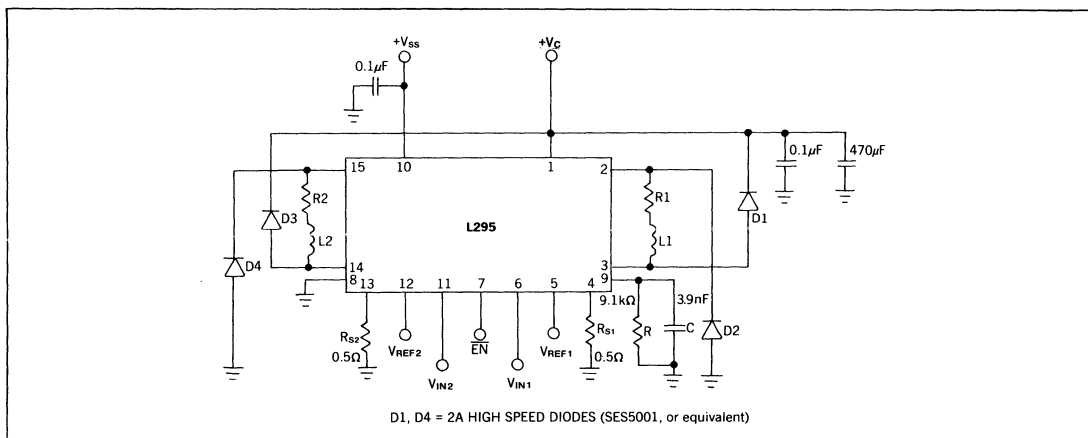 +Vss
+Vc
0.1µF
0.1µF
470µF
15
10
1
2
R2
R1
D3
L295
D1
L2
L1
D4
14
3
8
13
12
11
7
6
5
4
9
9.1kΩ
3.9nF
RS2
VREF2
EN
VREF1
RS1
R
C
D2
0.5Ω
0.5Ω
VIN2
VIN1
D1, D4 = 2A HIGH SPEED DIODES (SES5001, or equivalent)